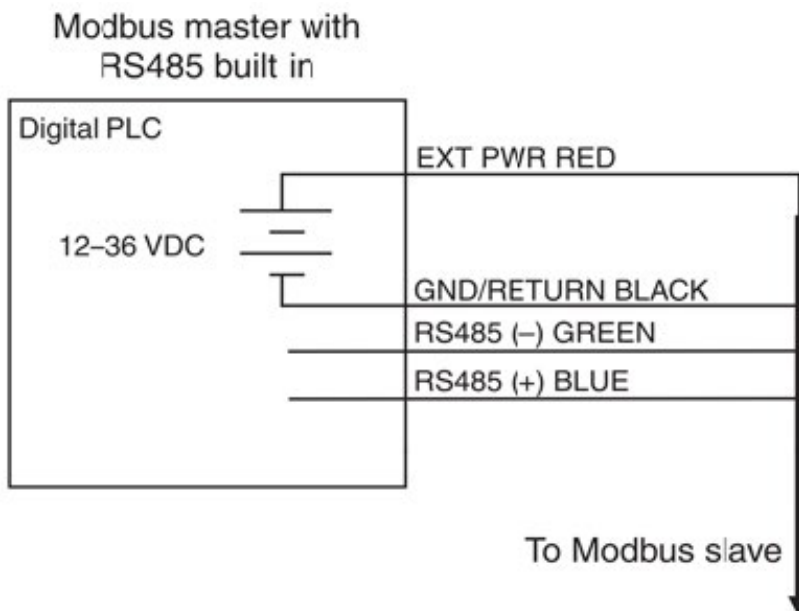 Modbus master with
RS485 built in
Digital PLC
EXT PWR RED
12–36 VDC
GND/RETURN BLACK
RS485 (–) GREEN
RS485 (+) BLUE
To Modbus slave